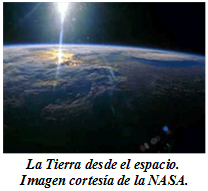 La Tierra desde el espacio.
Imagen cortesía de la NASA.